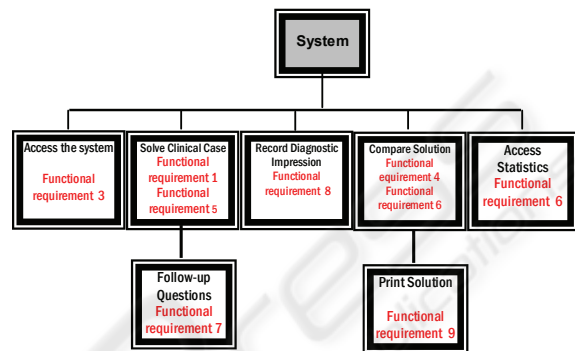 System
Access the system
Functional
requirement 3
Solve Clinical Case
Functional
requirement 1
Functional
requirement 5
Record Diagnostic
Impression
Functional
requirement 8
Compare Solution
Functional
equirement 4
Functional
requirement 6
Access
Statistics
Functional
requirement 6
Follow-up
Questions
Functional
requirement 7
Print Solution
Functional
requirement 9